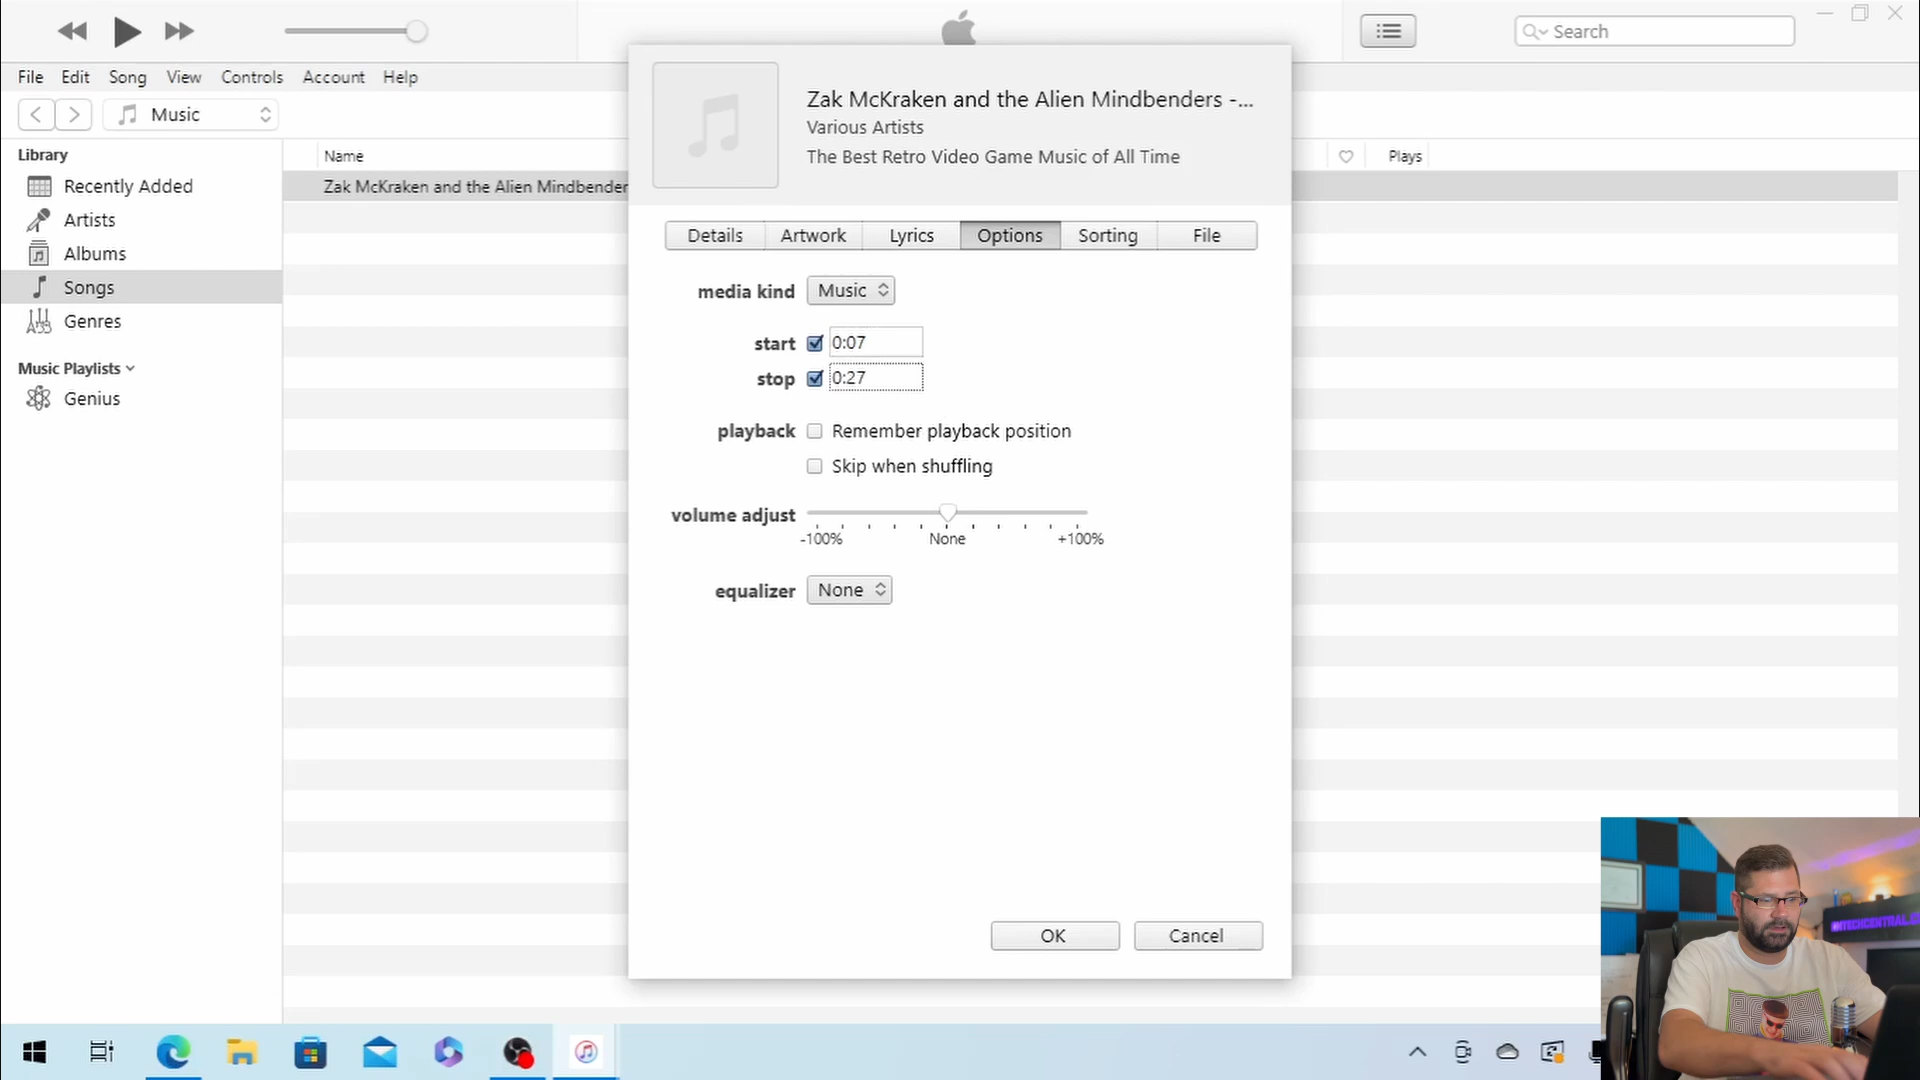 Search
File Edit Song View Controls Account Help
Music
Library
Recently Added
Artists
Albums
Songs
Genres
Music Playlists
Genius
Name
Plays
Zak McKraken and the Alien Mindbender
Zak McKraken and the Alien Mindbenders -...
Various Artists
The Best Retro Video Game Music of All Time
Details Artwork Lyrics Options Sorting File
media kind Music
start 0:07
stop 0:27
playback Remember playback position
Skip when shuffling
volume adjust
-100% None +100%
equalizer None
OK Cancel